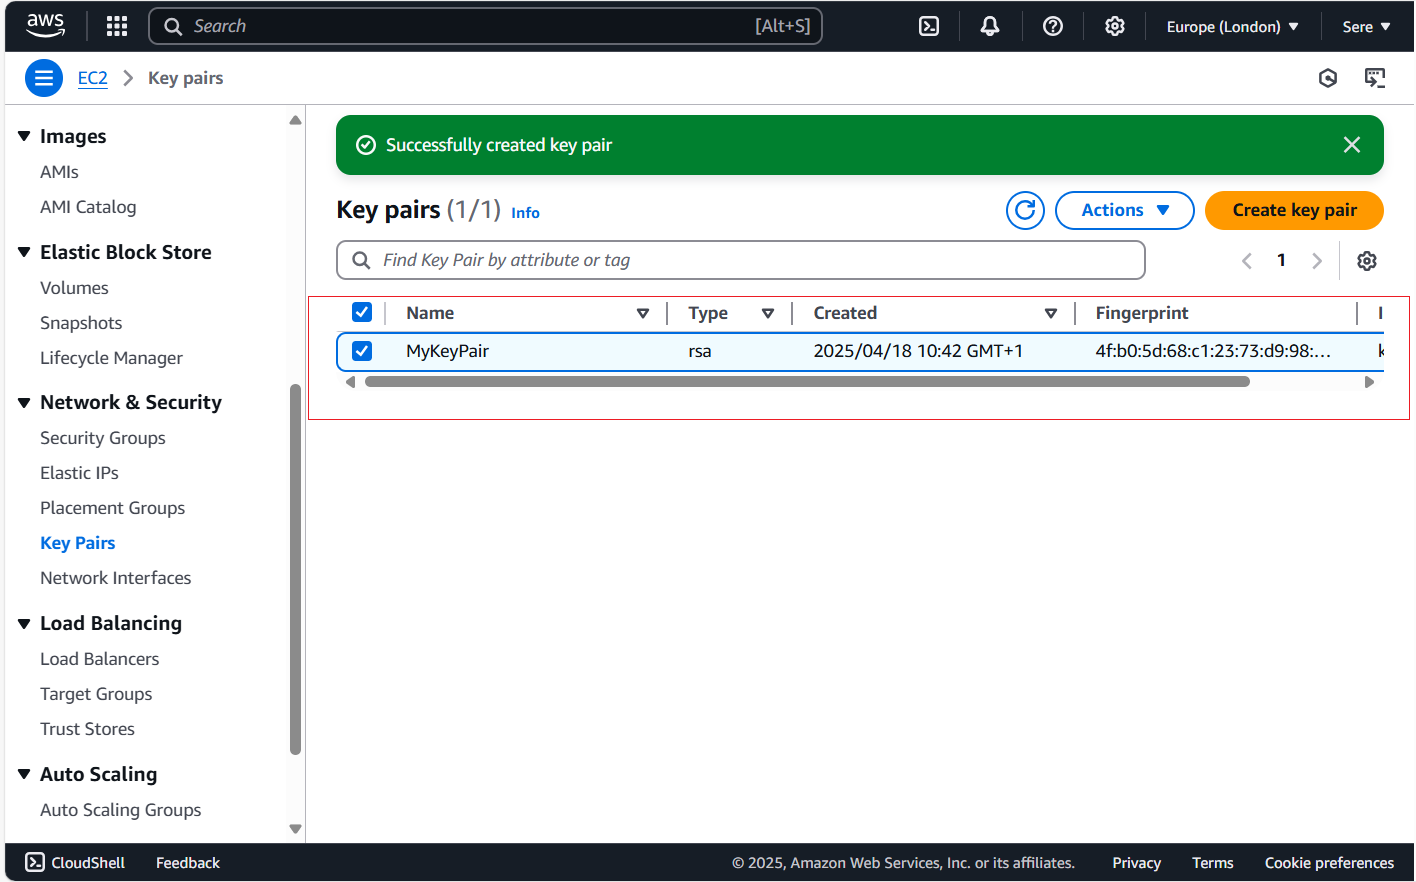 aws
Search [Alt+S]
Europe (London)
Sere
EC2 > Key pairs
Images
AMIs
AMI Catalog
Elastic Block Store
Volumes
Snapshots
Lifecycle Manager
Network & Security
Security Groups
Elastic IPs
Placement Groups
Key Pairs
Network Interfaces
Load Balancing
Load Balancers
Target Groups
Trust Stores
Auto Scaling
Auto Scaling Groups
Successfully created key pair
Key pairs (1/1) Info
Actions
Create key pair
Find Key Pair by attribute or tag
1
Name Type Created Fingerprint I
MyKeyPair rsa 2025/04/18 10:42 GMT+1 4f:b0:5d:68:c1:23:73:d9:98:... k
CloudShell Feedback © 2025, Amazon Web Services, Inc. or its affiliates. Privacy Terms Cookie preferences